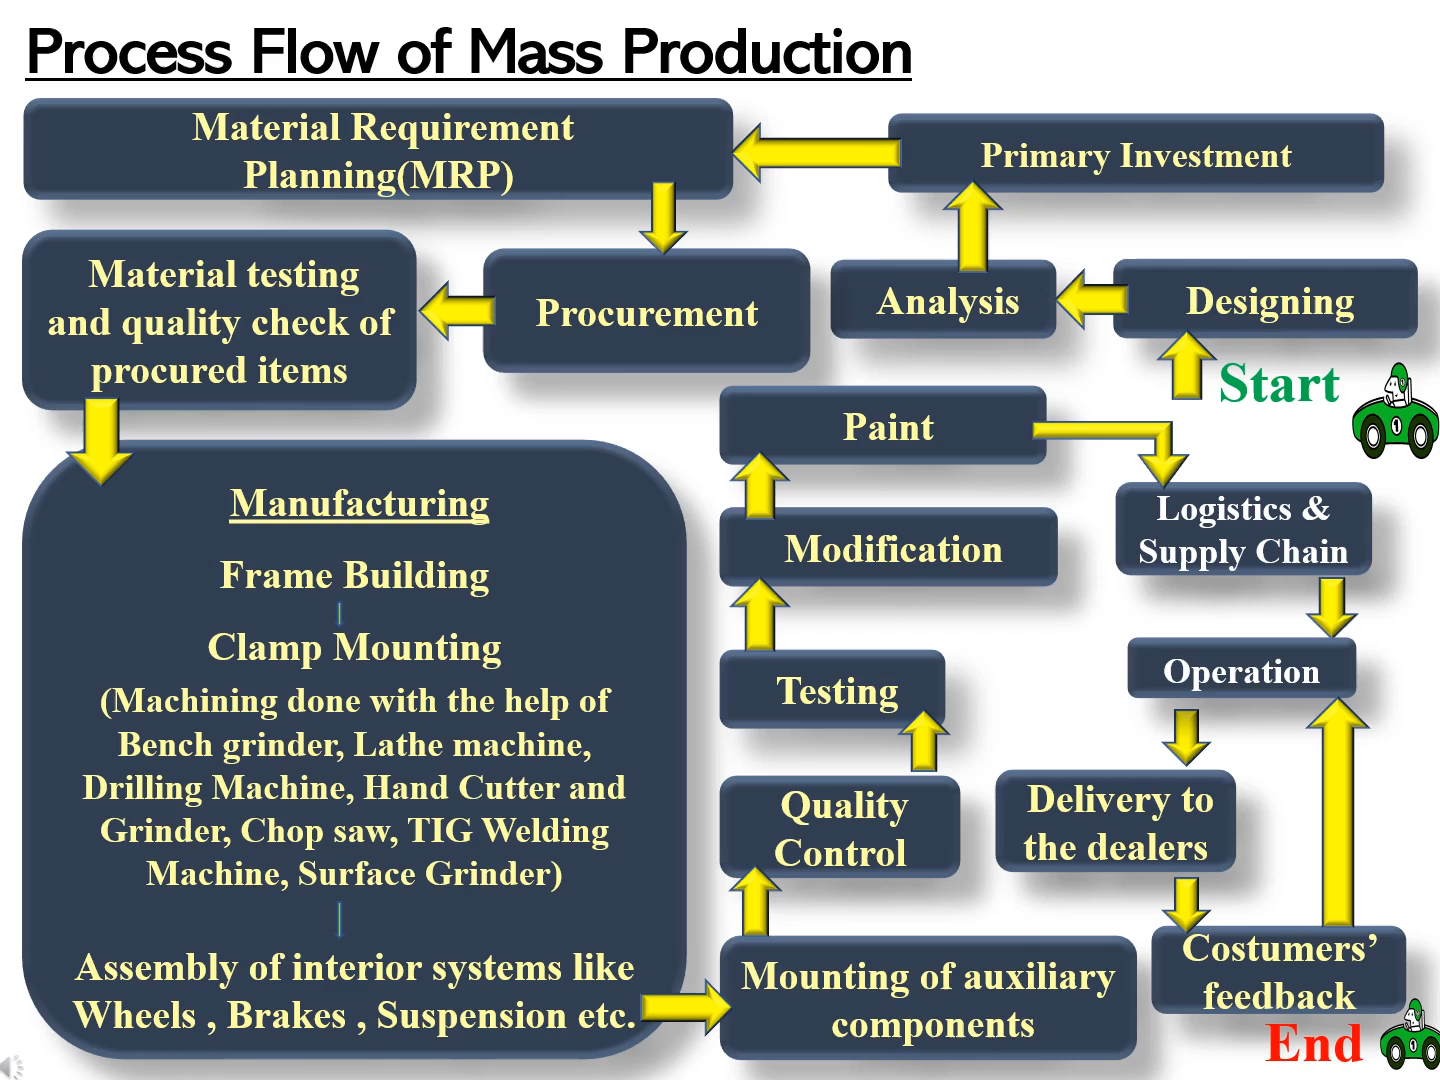 Process Flow of Mass Production
Material Requirement
Planning(MRP)
Primary Investment
Material testing
and quality check of
procured items
Procurement
Analysis
Designing
Start
1
Paint
Manufacturing
Frame Building
Clamp Mounting
(Machining done with the help of
Bench grinder, Lathe machine,
Drilling Machine, Hand Cutter and
Grinder, Chop saw, TIG Welding
Machine, Surface Grinder)
Assembly of interior systems like
Wheels , Brakes , Suspension etc.
Modification
Logistics &
Supply Chain
Testing
Operation
Quality
Control
Delivery to
the dealers
Mounting of auxiliary
components
Costumers’
feedback
End
1